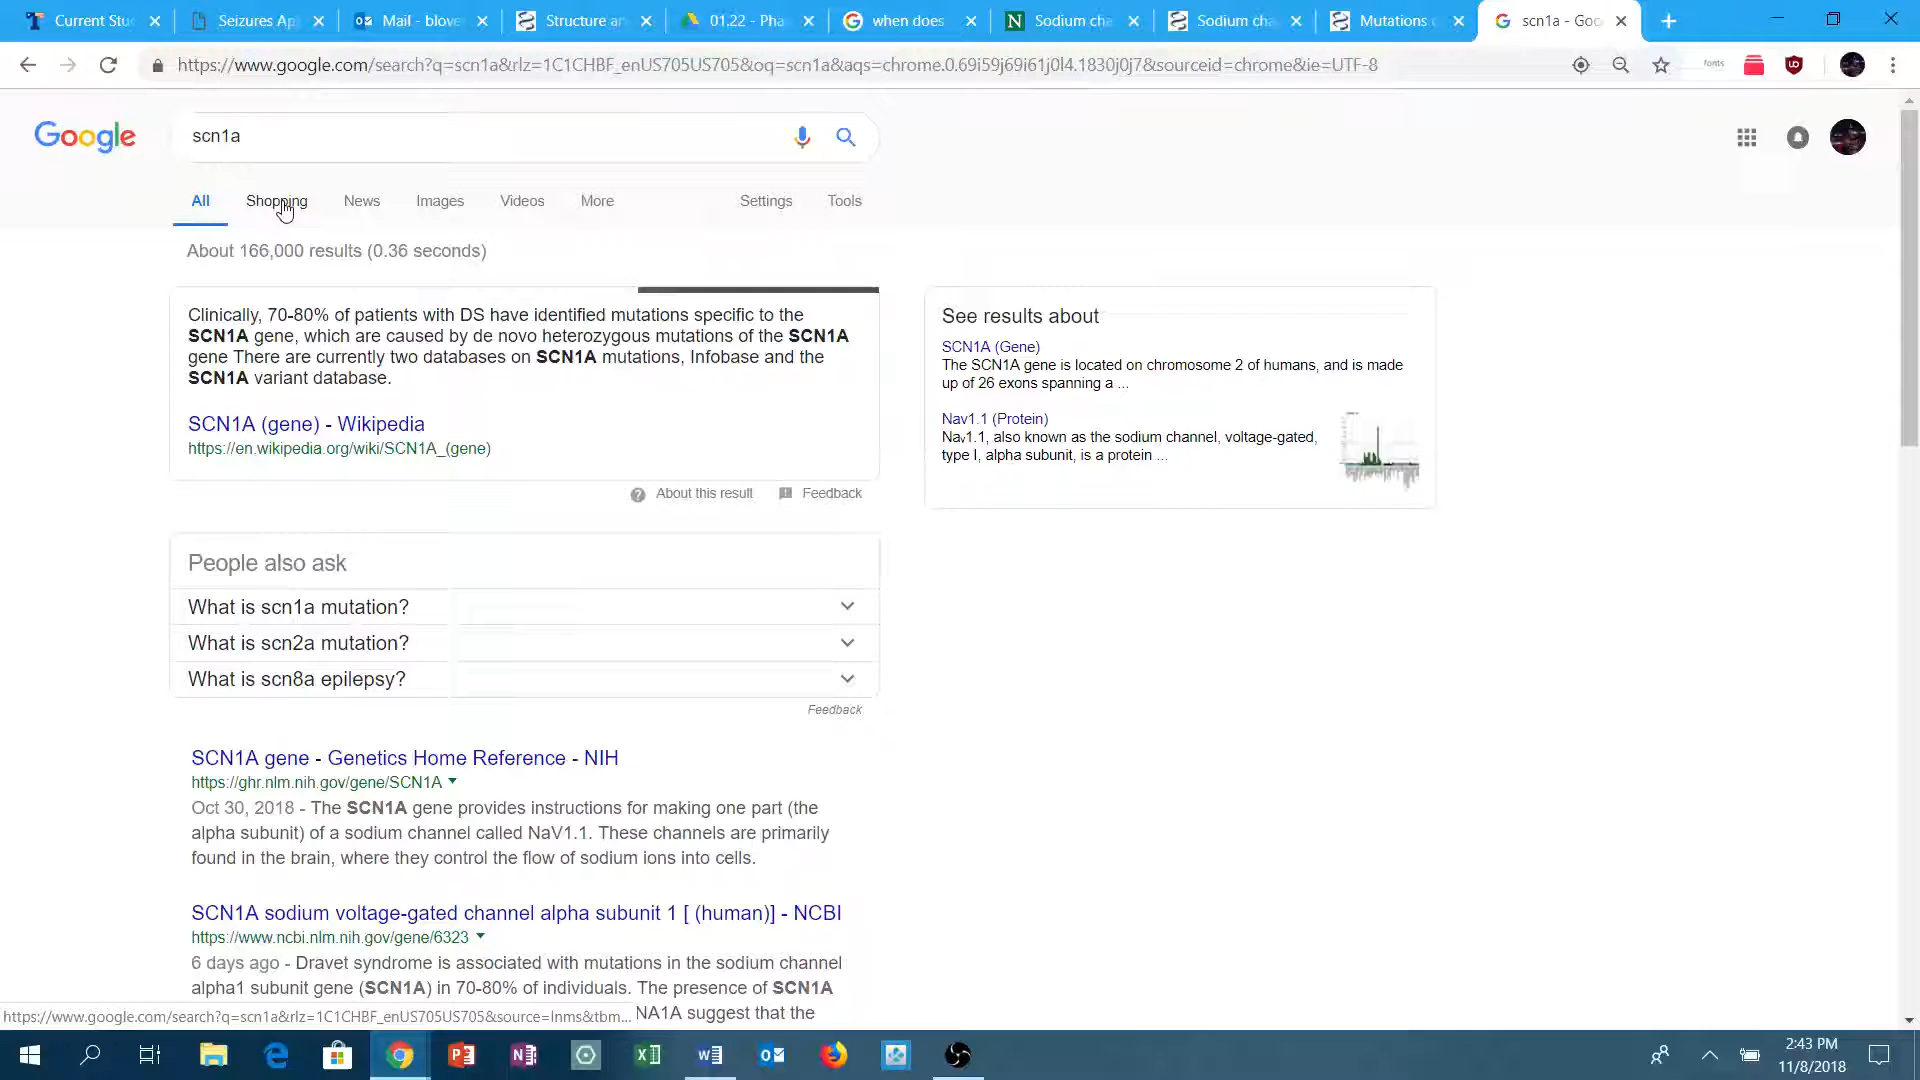 Current Stu
Seizures Ap
Mail - blove
Structure an
01.22 - Pha
when does
Sodium cha
Sodium cha
Mutations o
scn1a - Goo
https://www.google.com/search?q=scn1a&rlz=1C1CHBF_enUS705US705&oq=scn1a&aqs=chrome.0.69i59j69i61j0l4.1830j0j7&sourceid=chrome&ie=UTF-8
fonts
Google
scn1a
All Shopping News Images Videos More Settings Tools
About 166,000 results (0.36 seconds)
Clinically, 70-80% of patients with DS have identified mutations specific to the
SCN1A gene, which are caused by de novo heterozygous mutations of the SCN1A
gene There are currently two databases on SCN1A mutations, Infobase and the
SCN1A variant database.
SCN1A (gene) - Wikipedia
https://en.wikipedia.org/wiki/SCN1A_(gene)
About this result Feedback
See results about
SCN1A (Gene)
The SCN1A gene is located on chromosome 2 of humans, and is made
up of 26 exons spanning a ...
Nav1.1 (Protein)
Naᵥ1.1, also known as the sodium channel, voltage-gated,
type I, alpha subunit, is a protein ...
People also ask
What is scn1a mutation?
What is scn2a mutation?
What is scn8a epilepsy?
Feedback
SCN1A gene - Genetics Home Reference - NIH
https://ghr.nlm.nih.gov/gene/SCN1A
Oct 30, 2018 - The SCN1A gene provides instructions for making one part (the
alpha subunit) of a sodium channel called NaV1.1. These channels are primarily
found in the brain, where they control the flow of sodium ions into cells.
SCN1A sodium voltage-gated channel alpha subunit 1 [ (human)] - NCBI
https://www.ncbi.nlm.nih.gov/gene/6323
6 days ago - Dravet syndrome is associated with mutations in the sodium channel
alpha1 subunit gene (SCN1A) in 70-80% of individuals. The presence of SCN1A
NA1A suggest that the
https://www.google.com/search?q=scn1a&rlz=1C1CHBF_enUS705US705&source=lnms&tbm...
2:43 PM
11/8/2018